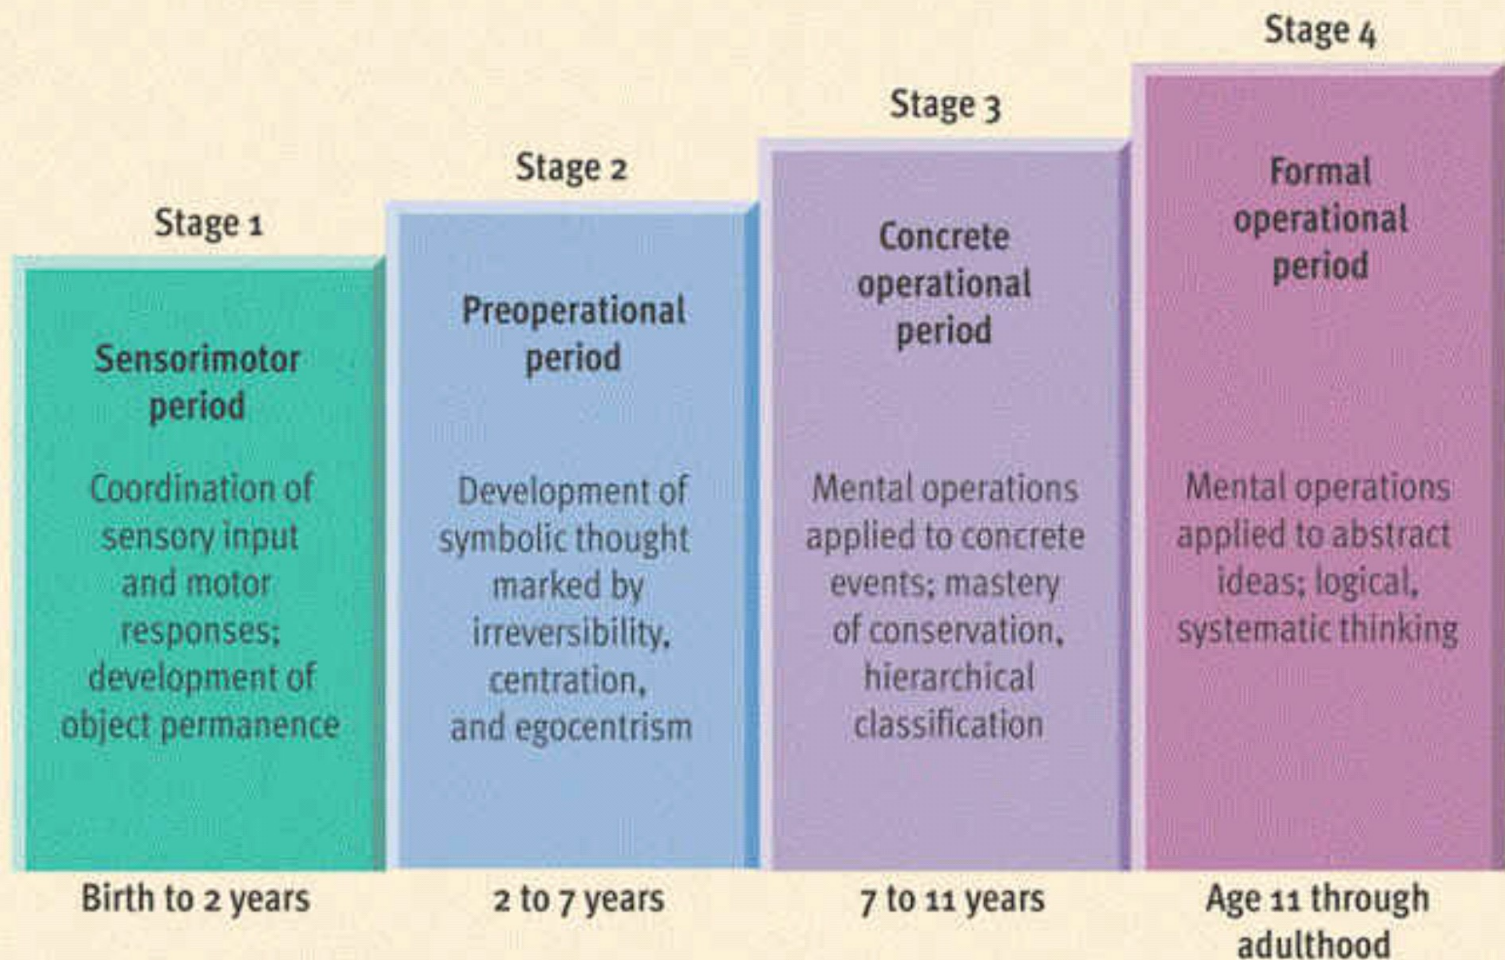 Stage 1
Sensorimotor
period
Coordination of
sensory input
and motor
responses;
development of
object permanence
Birth to 2 years
Stage 2
Preoperational
period
Development of
symbolic thought
marked by
irreversibility,
centration,
and egocentrism
2 to 7 years
Stage 3
Concrete
operational
period
Mental operations
applied to concrete
events; mastery
of conservation,
hierarchical
classification
7 to 11 years
Stage 4
Formal
operational
period
Mental operations
applied to abstract
ideas; logical,
systematic thinking
Age 11 through
adulthood